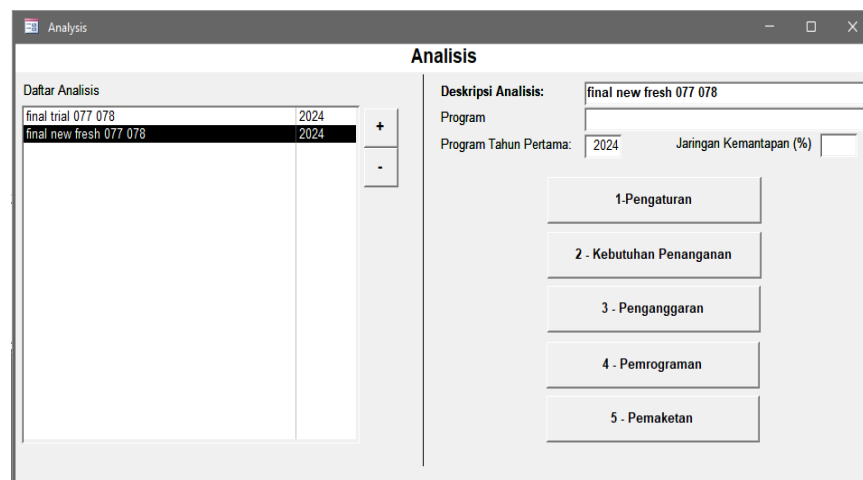 Analysis
Analisis
Daftar Analisis
final trial 077 078 2024
final new fresh 077 078 2024
+
-
Deskripsi Analisis: final new fresh 077 078
Program
Program Tahun Pertama: 2024 Jaringan Kemantapan (%)
1-Pengaturan
2 - Kebutuhan Penanganan
3 - Penganggaran
4 - Pemrograman
5 - Pemaketan